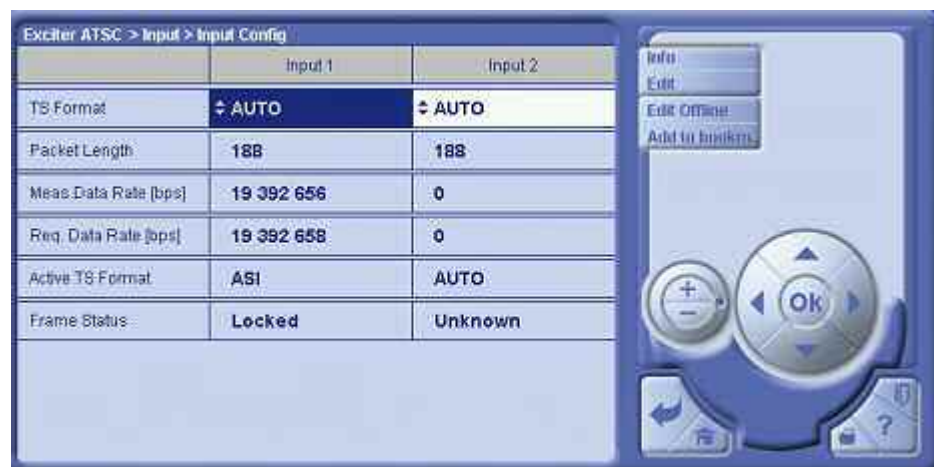 Exciter ATSC > Input > Input Config
Input 1 Input 2
TS Format AUTO AUTO
Packet Length 188 188
Meas Data Rate [bps] 19 392 656 0
Req. Data Rate [bps] 19 392 658 0
Active TS Format ASI AUTO
Frame Status Locked Unknown
Info
Edit
Edit Offline
Add to bookm.
+
−
Ok
?